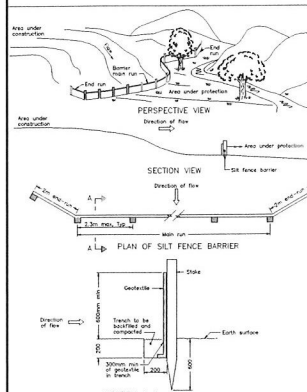 Area under
construction
End
run
Barrier
main run
End run
Area under protection
PERSPECTIVE VIEW
Area under
construction
Direction of flow
Area under protection
Silt fence barrier
SECTION VIEW
Direction of flow
2m end-run
A
2m end-run
2.3m max, Typ
Main run
A
PLAN OF SILT FENCE BARRIER
Stake
Geotextile
600mm min
Direction
of flow
Trench to be
backfilled and
compacted
Earth surface
200
300mm min
of geotextile
in trench
200
600